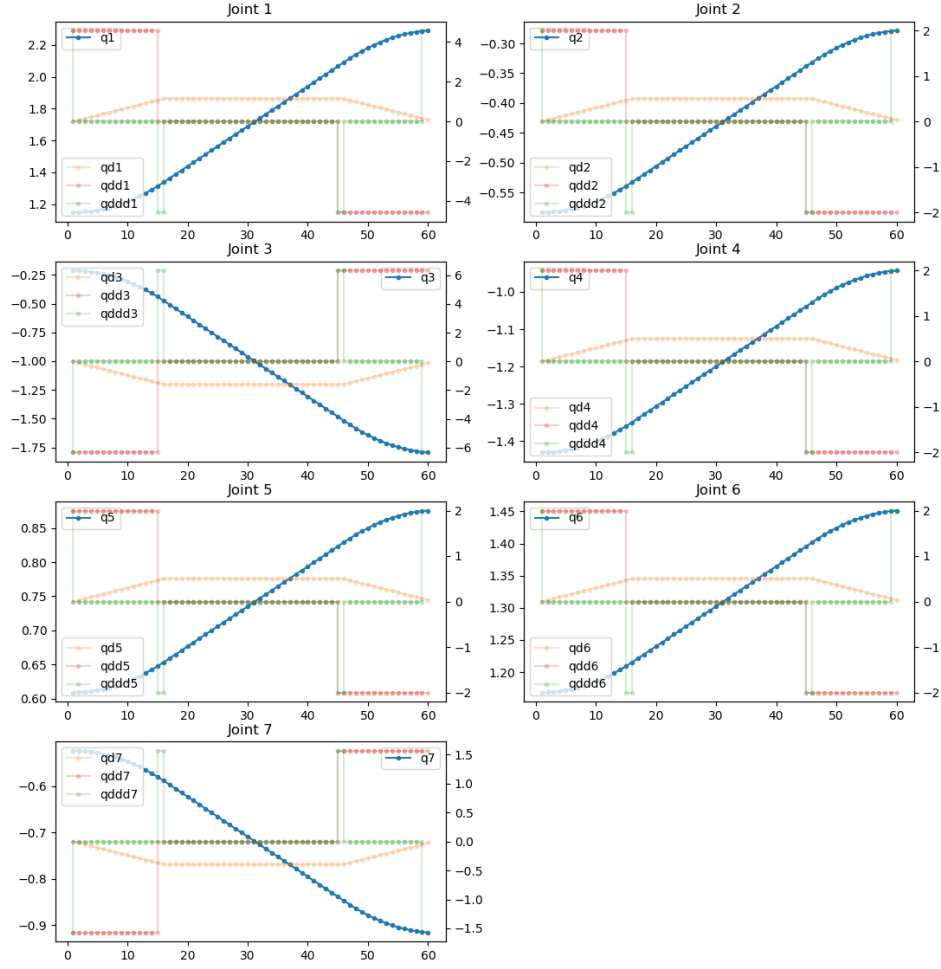 Joint 1
2.2
2.0
1.8
1.6
1.4
1.2
q1
qd1
qdd1
qddd1
4
2
0
−2
−4
0 10 20 30 40 50 60
Joint 2
−0.30
−0.35
−0.40
−0.45
−0.50
−0.55
q2
qd2
qdd2
qddd2
2
1
0
−1
−2
0 10 20 30 40 50 60
Joint 3
−0.25
−0.50
−0.75
−1.00
−1.25
−1.50
−1.75
qd3
qdd3
qddd3
q3
6
4
2
0
−2
−4
−6
0 10 20 30 40 50 60
Joint 4
−1.0
−1.1
−1.2
−1.3
−1.4
q4
qd4
qdd4
qddd4
2
1
0
−1
−2
0 10 20 30 40 50 60
Joint 5
0.85
0.80
0.75
0.70
0.65
0.60
q5
qd5
qdd5
qddd5
2
1
0
−1
−2
0 10 20 30 40 50 60
Joint 6
1.45
1.40
1.35
1.30
1.25
1.20
q6
qd6
qdd6
qddd6
2
1
0
−1
−2
0 10 20 30 40 50 60
Joint 7
−0.6
−0.7
−0.8
−0.9
qd7
qdd7
qddd7
q7
1.5
1.0
0.5
0.0
−0.5
−1.0
−1.5
0 10 20 30 40 50 60